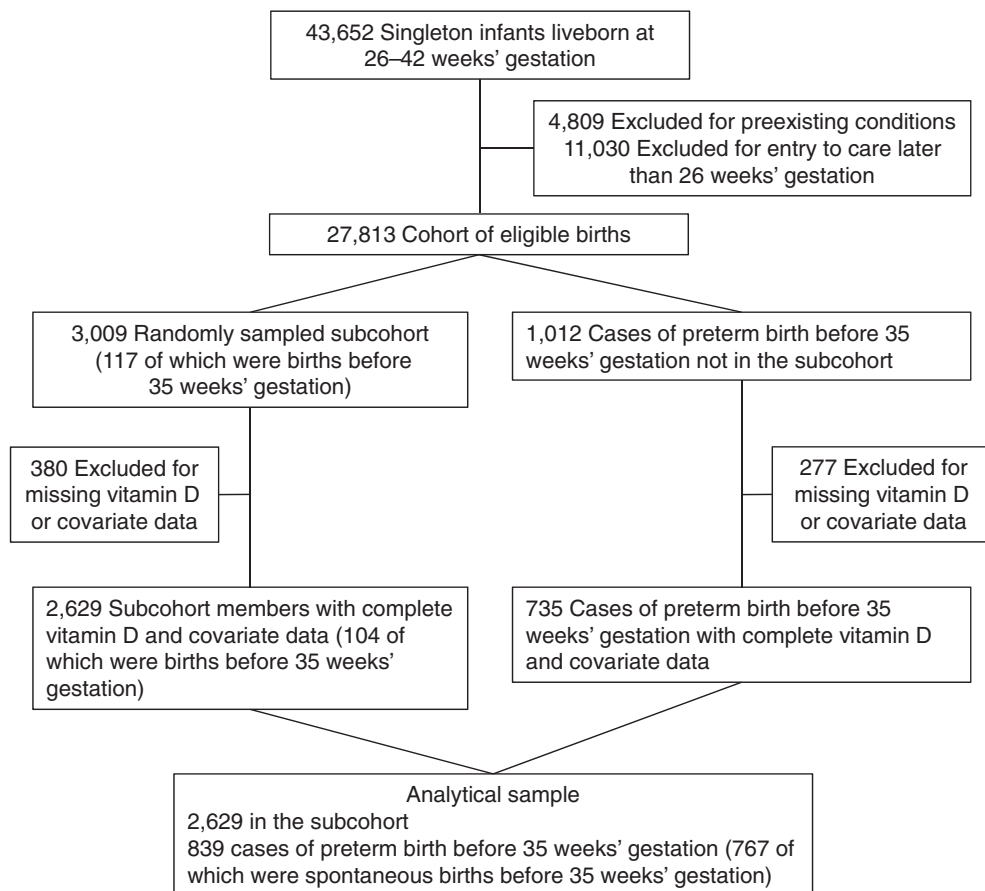 43,652 Singleton infants liveborn at
26–42 weeks' gestation
4,809 Excluded for preexisting conditions
11,030 Excluded for entry to care later
than 26 weeks' gestation
27,813 Cohort of eligible births
3,009 Randomly sampled subcohort
(117 of which were births before
35 weeks' gestation)
1,012 Cases of preterm birth before 35
weeks' gestation not in the subcohort
380 Excluded for
missing vitamin D
or covariate data
277 Excluded for
missing vitamin D
or covariate data
2,629 Subcohort members with complete
vitamin D and covariate data (104 of
which were births before 35 weeks'
gestation)
735 Cases of preterm birth before 35
weeks' gestation with complete vitamin D
and covariate data
Analytical sample
2,629 in the subcohort
839 cases of preterm birth before 35 weeks' gestation (767 of
which were spontaneous births before 35 weeks' gestation)